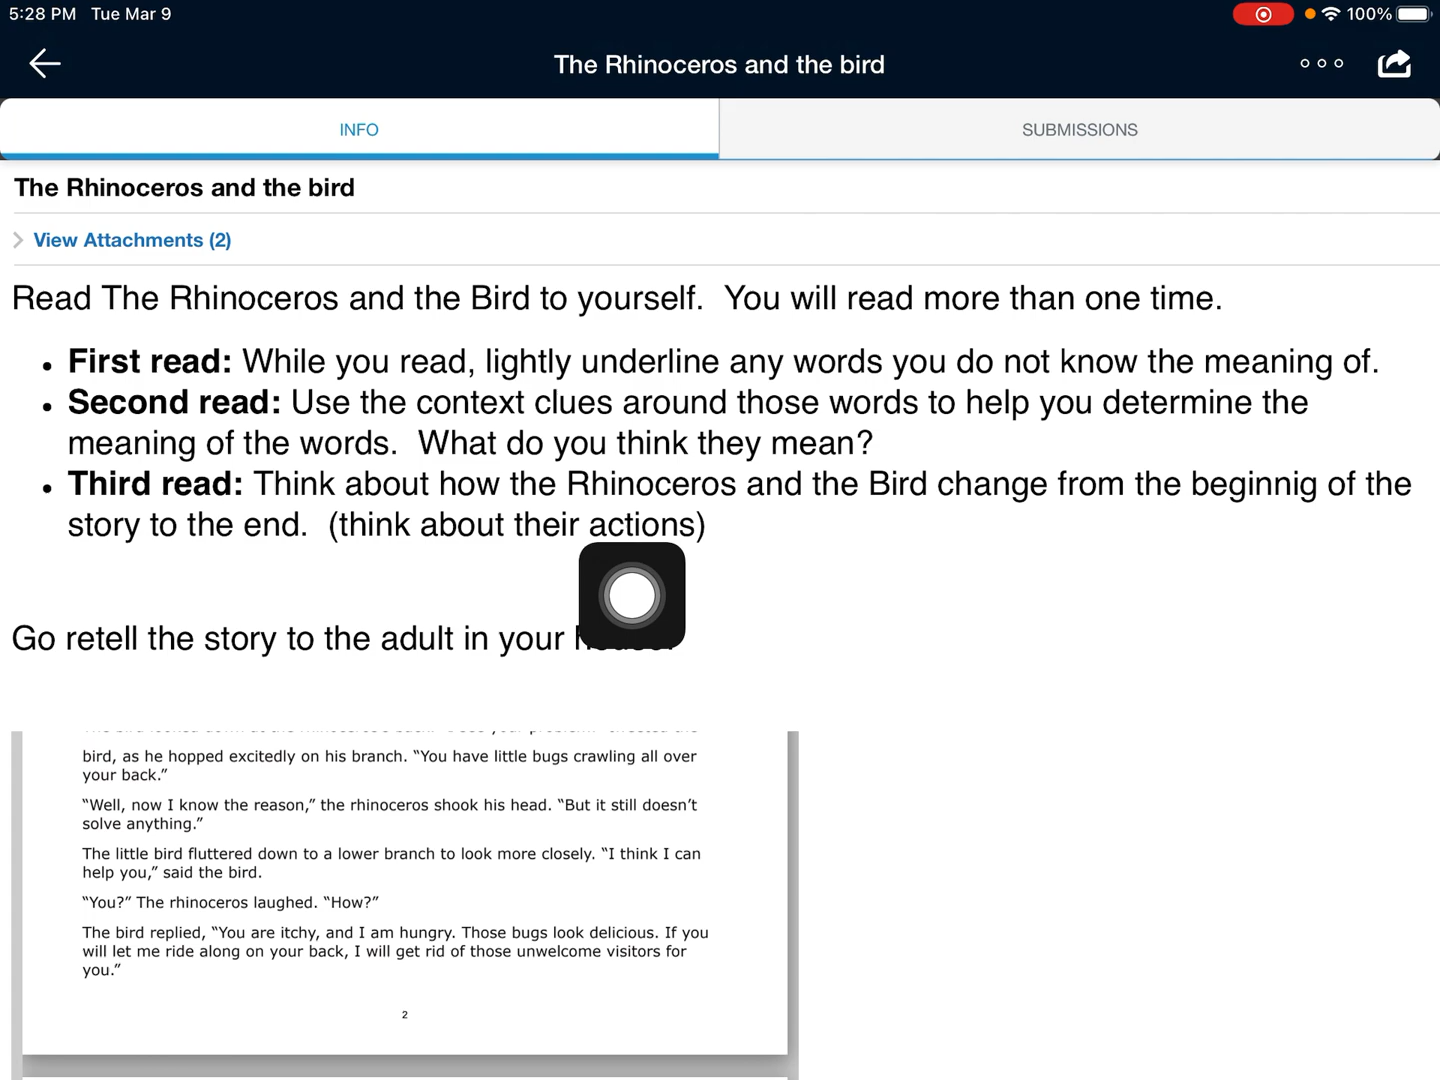 5:28 PM Tue Mar 9
100%
The Rhinoceros and the bird
INFO
SUBMISSIONS
The Rhinoceros and the bird
View Attachments (2)
Read The Rhinoceros and the Bird to yourself. You will read more than one time.
• First read: While you read, lightly underline any words you do not know the meaning of.
• Second read: Use the context clues around those words to help you determine the
meaning of the words. What do you think they mean?
• Third read: Think about how the Rhinoceros and the Bird change from the beginnig of the
story to the end. (think about their actions)
Go retell the story to the adult in your
bird, as he hopped excitedly on his branch. “You have little bugs crawling all over
your back.”
“Well, now I know the reason,” the rhinoceros shook his head. “But it still doesn’t
solve anything.”
The little bird fluttered down to a lower branch to look more closely. “I think I can
help you,” said the bird.
“You?” The rhinoceros laughed. “How?”
The bird replied, “You are itchy, and I am hungry. Those bugs look delicious. If you
will let me ride along on your back, I will get rid of those unwelcome visitors for
you.”
2